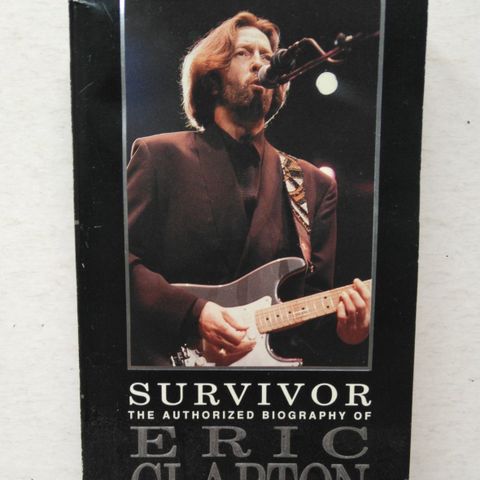 SURVIVOR
THE AUTHORIZED BIOGRAPHY OF
ERIC
CLAPTON